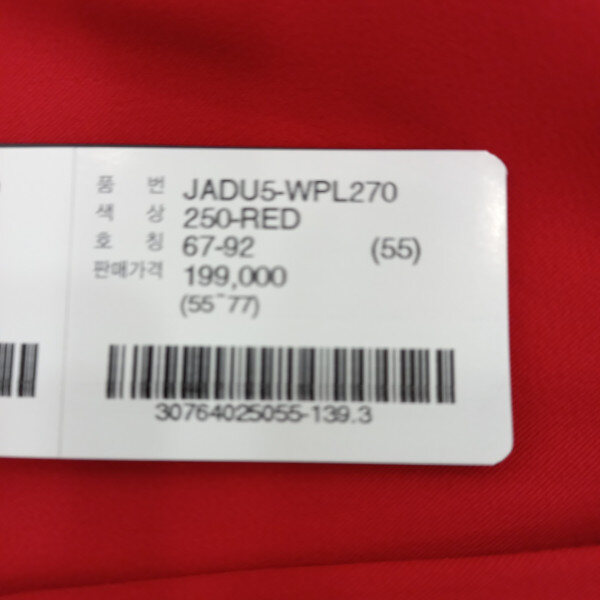 품 번 JADU5-WPL270
색 상 250-RED
호 칭 67-92 (55)
판매가격 199,000
(55~77)
30764025055-139.3